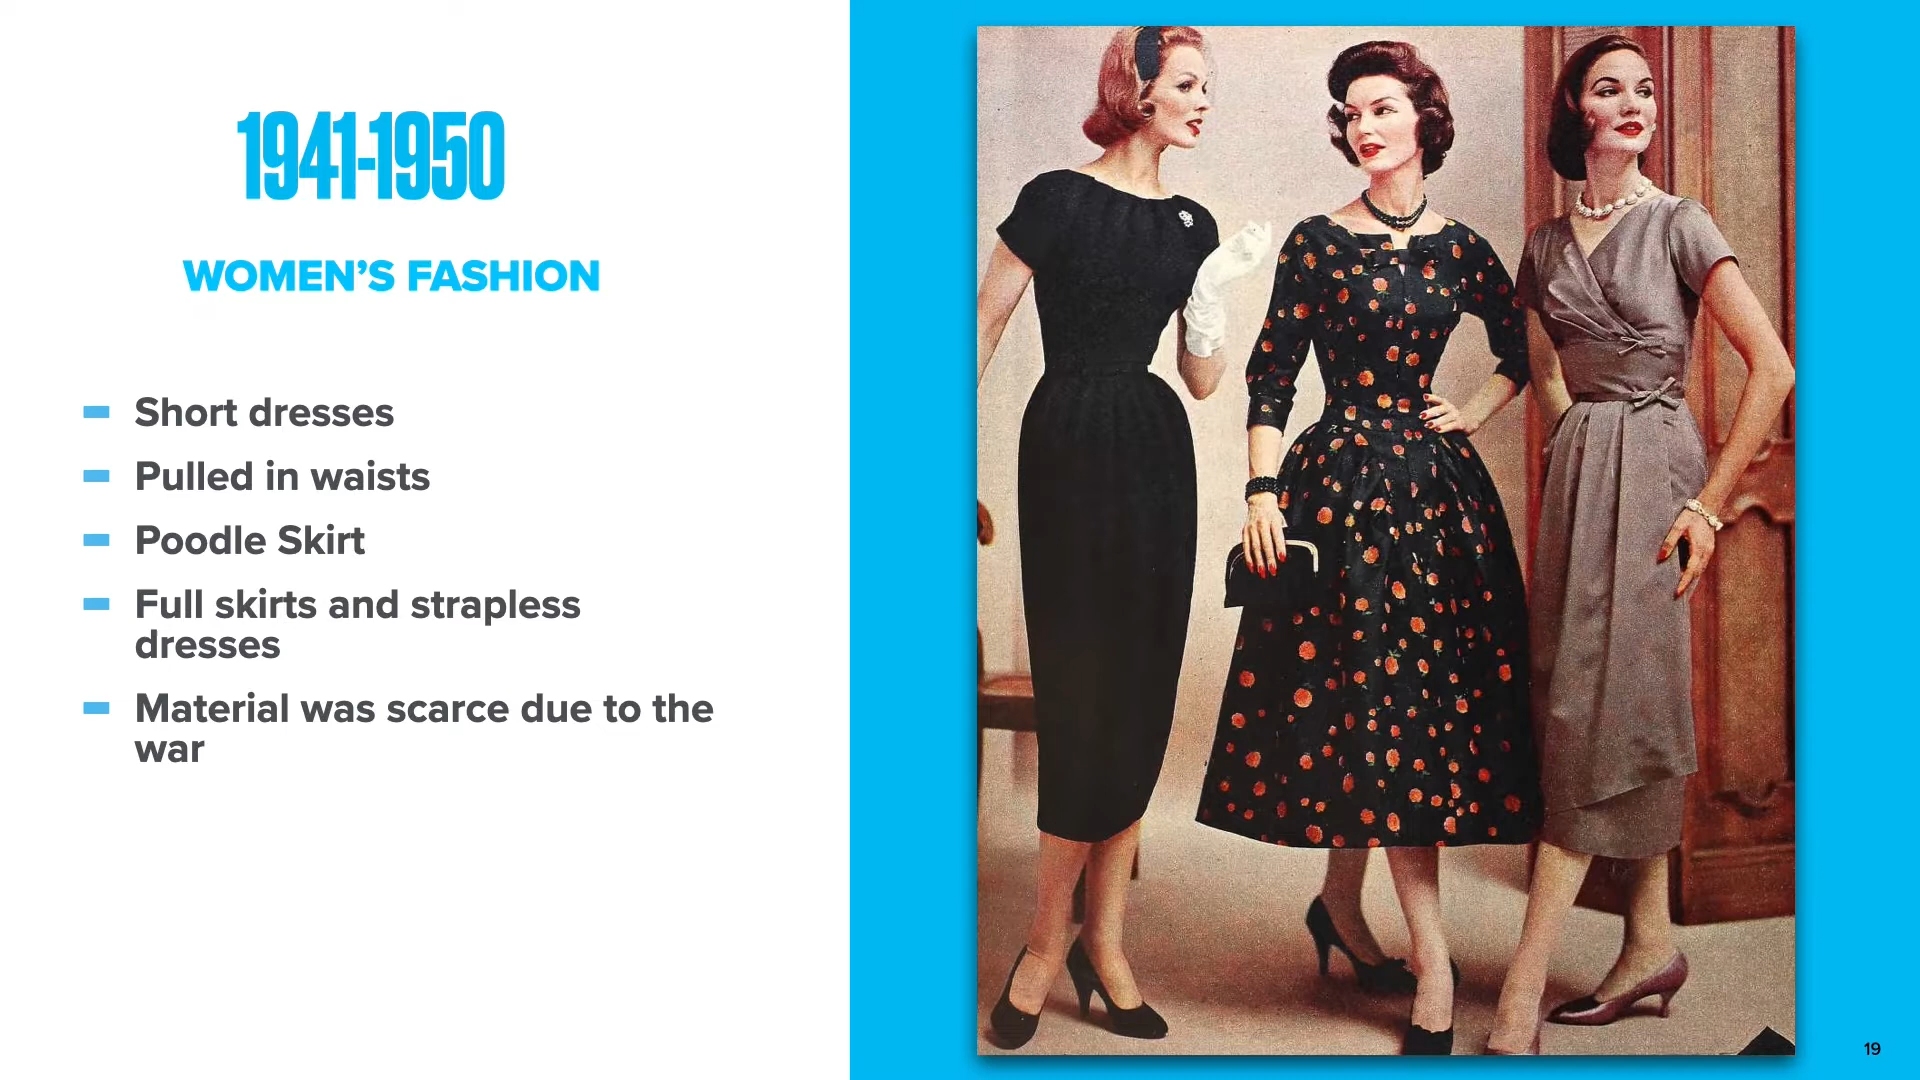 1941-1950
WOMEN’S FASHION
Short dresses
Pulled in waists
Poodle Skirt
Full skirts and strapless
dresses
Material was scarce due to the
war
19